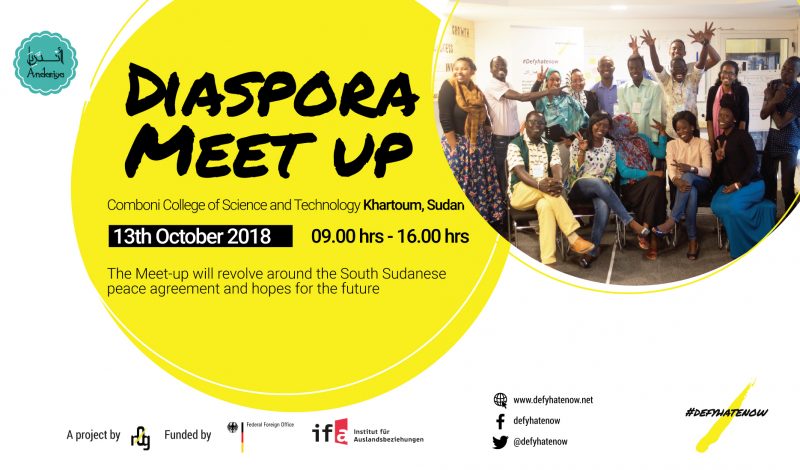 أندريا
Andariya
#Defyhatenow
DIASPORA
MEET UP
Comboni College of Science and Technology Khartoum, Sudan
13th October 2018 09.00 hrs - 16.00 hrs
The Meet-up will revolve around the South Sudanese
peace agreement and hopes for the future
A project by
Funded by
Federal Foreign Office
ifa
Institut für
Auslandsbeziehungen
www.defyhatenow.net
defyhatenow
@defyhatenow
#DEFYHATENOW